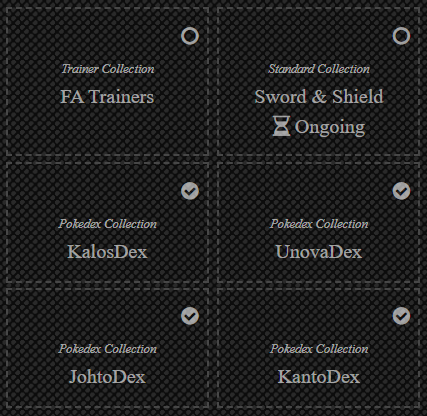 Trainer Collection
FA Trainers
Standard Collection
Sword & Shield
Ongoing
Pokedex Collection
KalosDex
Pokedex Collection
UnovaDex
Pokedex Collection
JohtoDex
Pokedex Collection
KantoDex